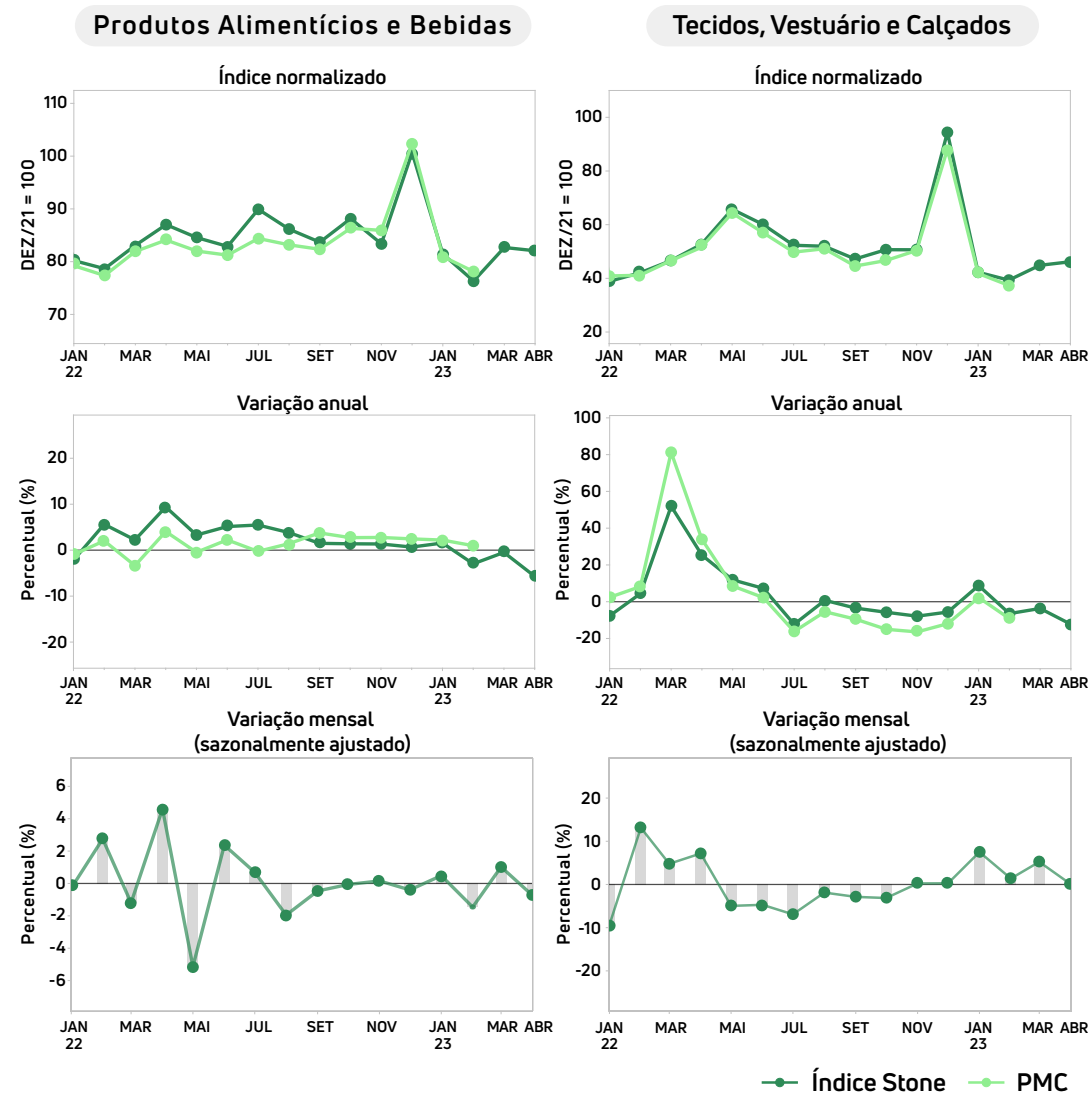 Produtos Alimentícios e Bebidas
Índice normalizado
DEZ/21 = 100
110
100
90
80
70
JAN 22 MAR MAI JUL SET NOV JAN 23 MAR ABR
Variação anual
Percentual (%)
20
10
0
-10
-20
JAN 22 MAR MAI JUL SET NOV JAN 23 MAR ABR
Variação mensal
(sazonalmente ajustado)
Percentual (%)
6
4
2
0
-2
-4
-6
JAN 22 MAR MAI JUL SET NOV JAN 23 MAR ABR
Tecidos, Vestuário e Calçados
Índice normalizado
DEZ/21 = 100
100
80
60
40
20
JAN 22 MAR MAI JUL SET NOV JAN 23 MAR ABR
Variação anual
Percentual (%)
100
80
60
40
20
0
-20
JAN 22 MAR MAI JUL SET NOV JAN 23 MAR ABR
Variação mensal
(sazonalmente ajustado)
Percentual (%)
20
10
0
-10
-20
JAN 22 MAR MAI JUL SET NOV JAN 23 MAR ABR
Índice Stone PMC